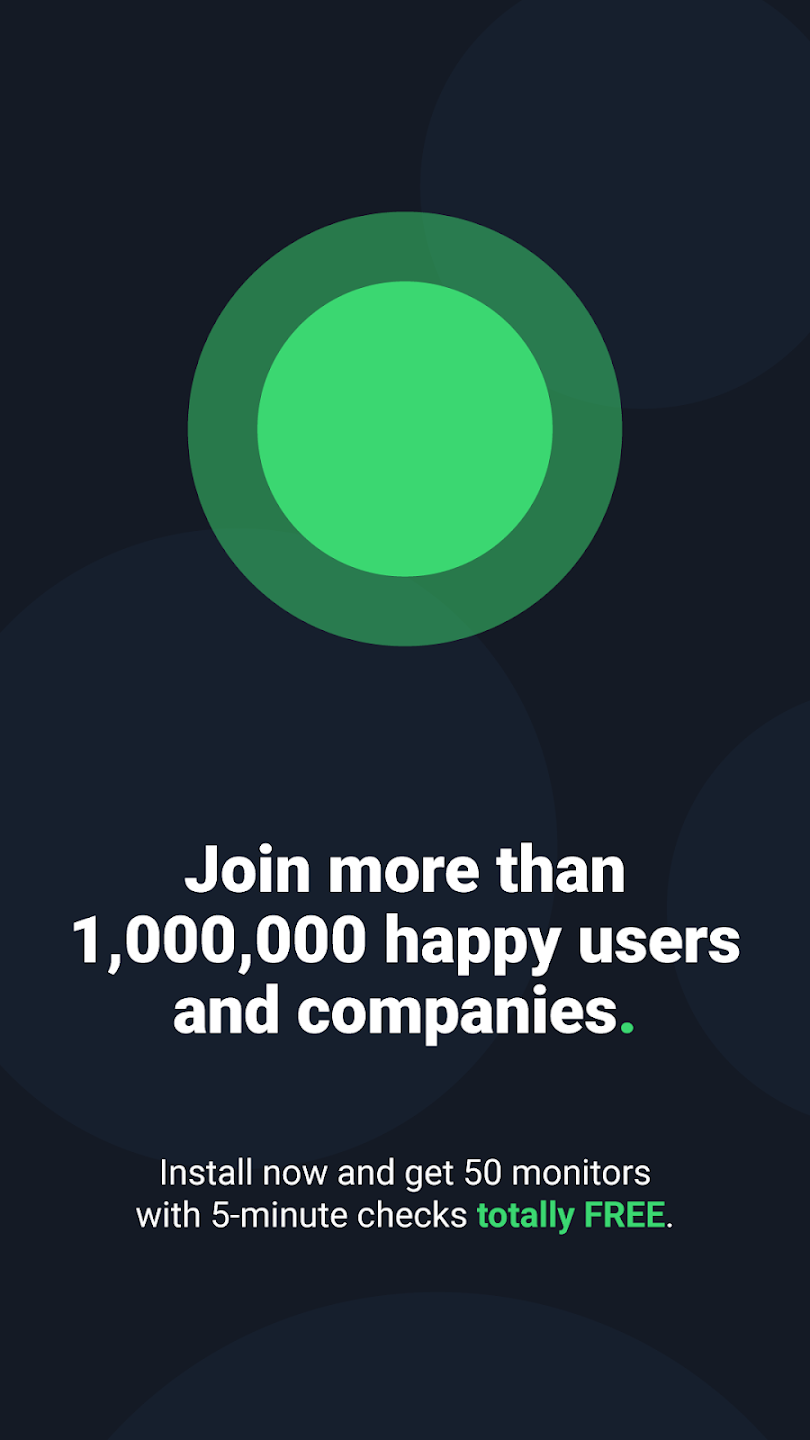 Join more than
1,000,000 happy users
and companies.
Install now and get 50 monitors
with 5-minute checks totally FREE.